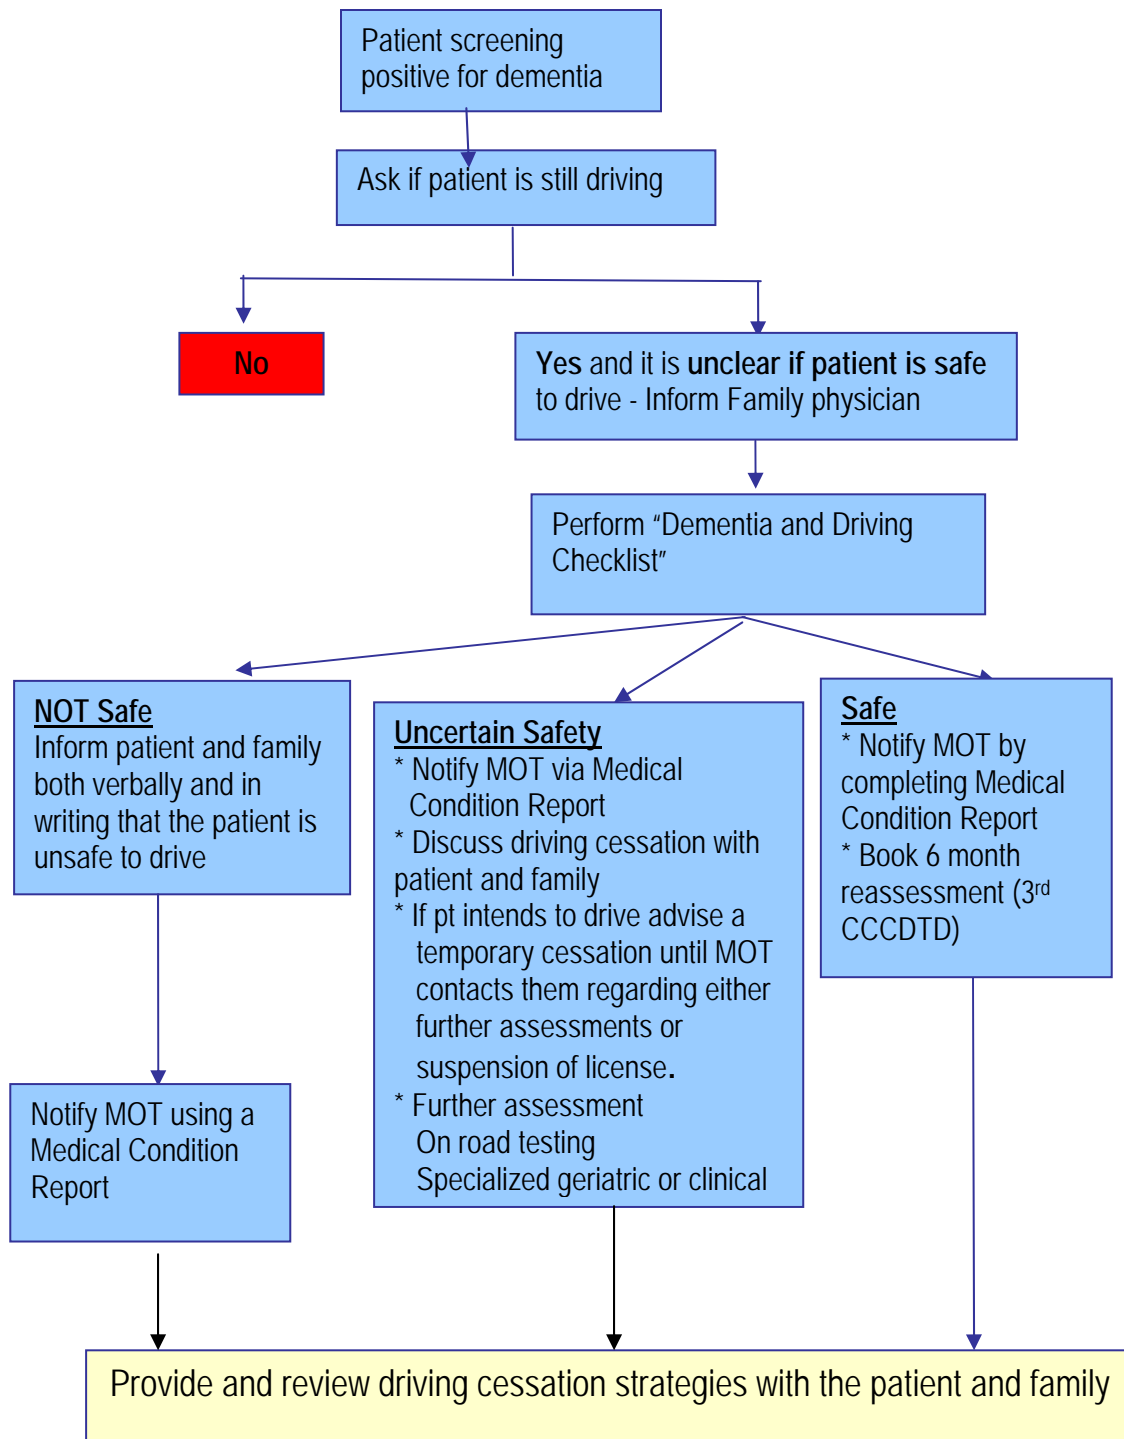 Patient screening
positive for dementia
Ask if patient is still driving
No
Yes and it is unclear if patient is safe
to drive - Inform Family physician
Perform “Dementia and Driving
Checklist”
NOT Safe
Inform patient and family
both verbally and in
writing that the patient is
unsafe to drive
Notify MOT using a
Medical Condition
Report
Uncertain Safety
* Notify MOT via Medical
Condition Report
* Discuss driving cessation with
patient and family
* If pt intends to drive advise a
temporary cessation until MOT
contacts them regarding either
further assessments or
suspension of license.
* Further assessment
On road testing
Specialized geriatric or clinical
Safe
* Notify MOT by
completing Medical
Condition Report
* Book 6 month
reassessment (3rd
CCCDTD)
Provide and review driving cessation strategies with the patient and family